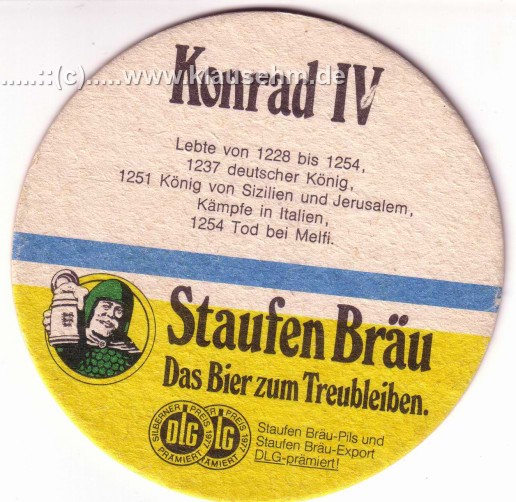 Konrad IV
......::(c).....www.klausehm.de.............
Lebte von 1228 bis 1254,
1237 deutscher König,
1251 König von Sizilien und Jerusalem,
Kämpfe in Italien,
1254 Tod bei Melfi.
Staufen Bräu
Das Bier zum Treubleiben.
SILBERNER PREIS 1977
DLG
PRÄMIERT
PREIS 1977
LG
ÄMIERT
Staufen Bräu-Pils und
Staufen Bräu-Export
DLG-prämiert!